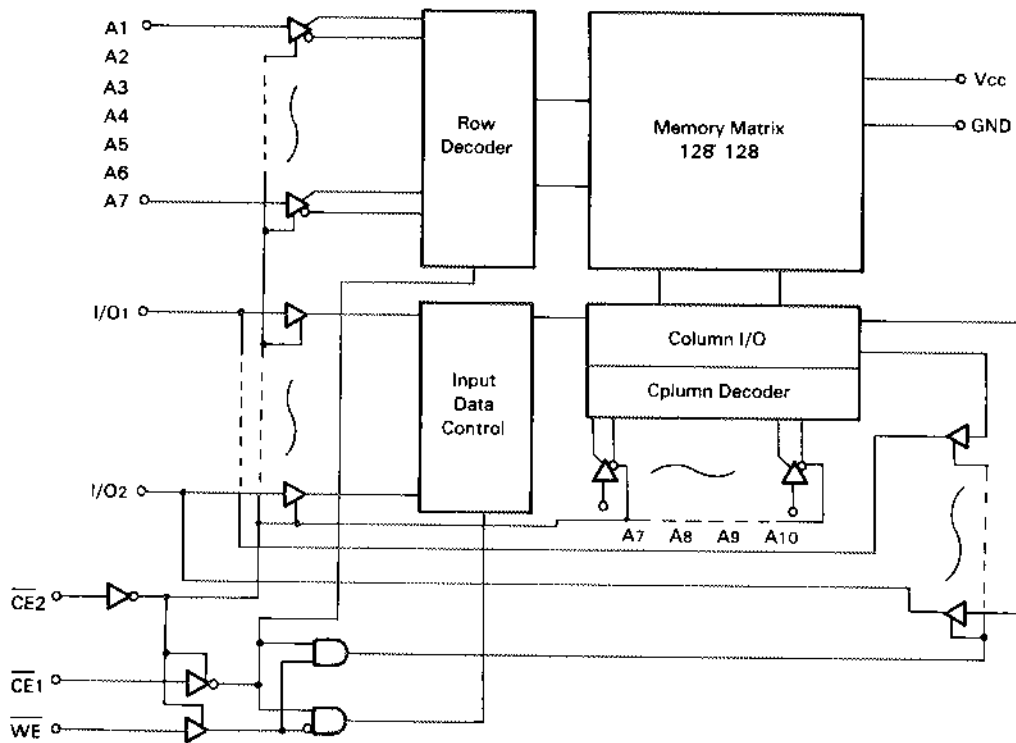 A1
A2
A3
A4
A5
A6
A7
Row
Decoder
Memory Matrix
128 128
Vcc
GND
I/O1
I/O2
Input
Data
Control
Column I/O
Cplumn Decoder
A7 A8 A9 A10
CE2
CE1
WE